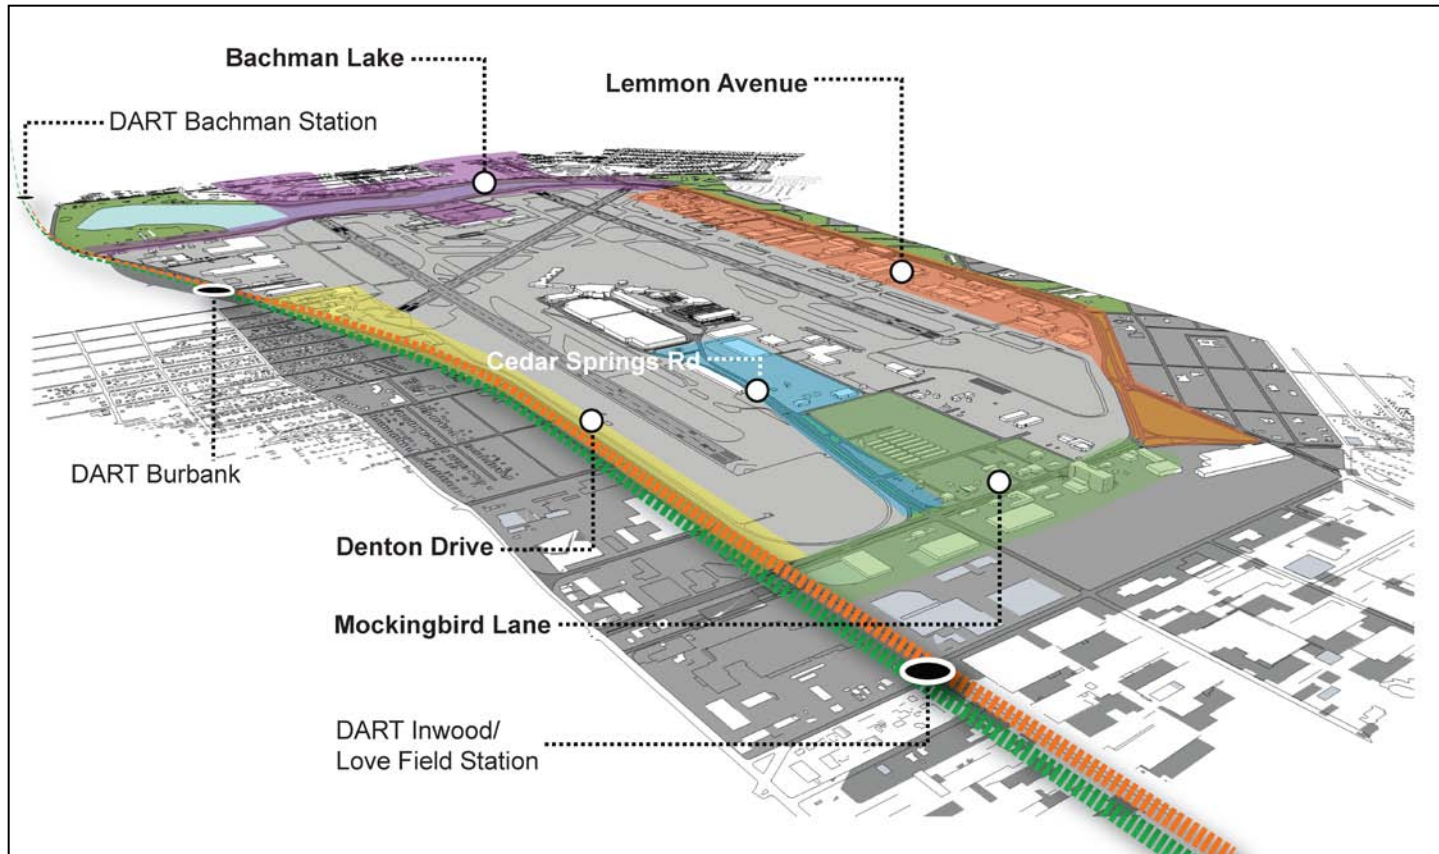 Bachman Lake
Lemmon Avenue
DART Bachman Station
Cedar Springs Rd
DART Burbank
Denton Drive
Mockingbird Lane
DART Inwood/
Love Field Station